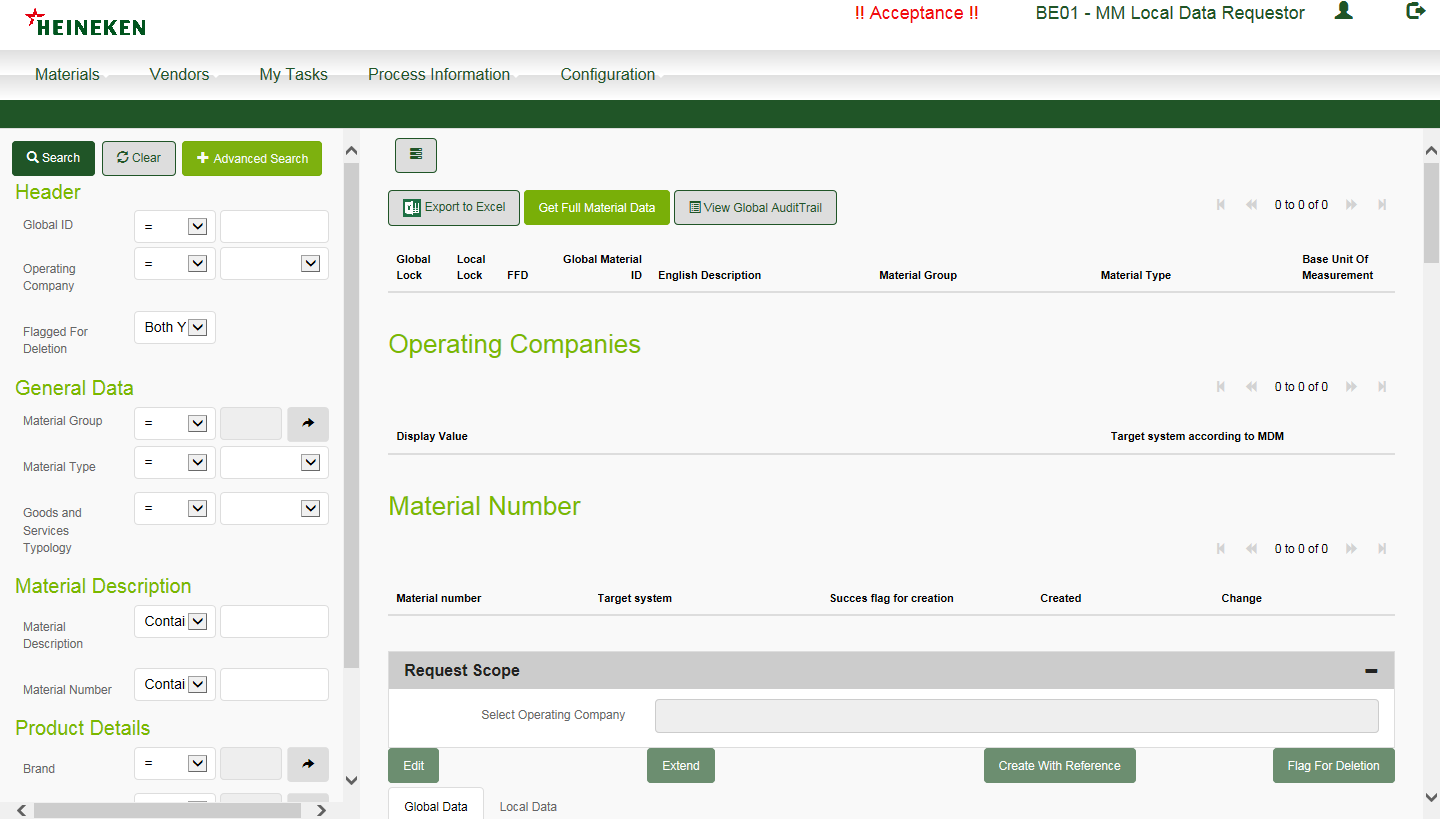 HEINEKEN
!! Acceptance !!
BE01 - MM Local Data Requestor
Materials
Vendors
My Tasks
Process Information
Configuration
Search
Clear
Advanced Search
Header
Global ID
=
Operating
Company
=
Flagged For
Deletion
Both Y
General Data
Material Group
=
Material Type
=
Goods and
Services
Typology
=
Material Description
Material
Description
Contai
Material Number
Contai
Product Details
Brand
=
Export to Excel
Get Full Material Data
View Global AuditTrail
0 to 0 of 0
Global
Lock
Local
Lock
FFD
Global Material
ID
English Description
Material Group
Material Type
Base Unit Of
Measurement
Operating Companies
0 to 0 of 0
Display Value
Target system according to MDM
Material Number
0 to 0 of 0
Material number
Target system
Succes flag for creation
Created
Change
Request Scope
Select Operating Company
Edit
Extend
Create With Reference
Flag For Deletion
Global Data
Local Data